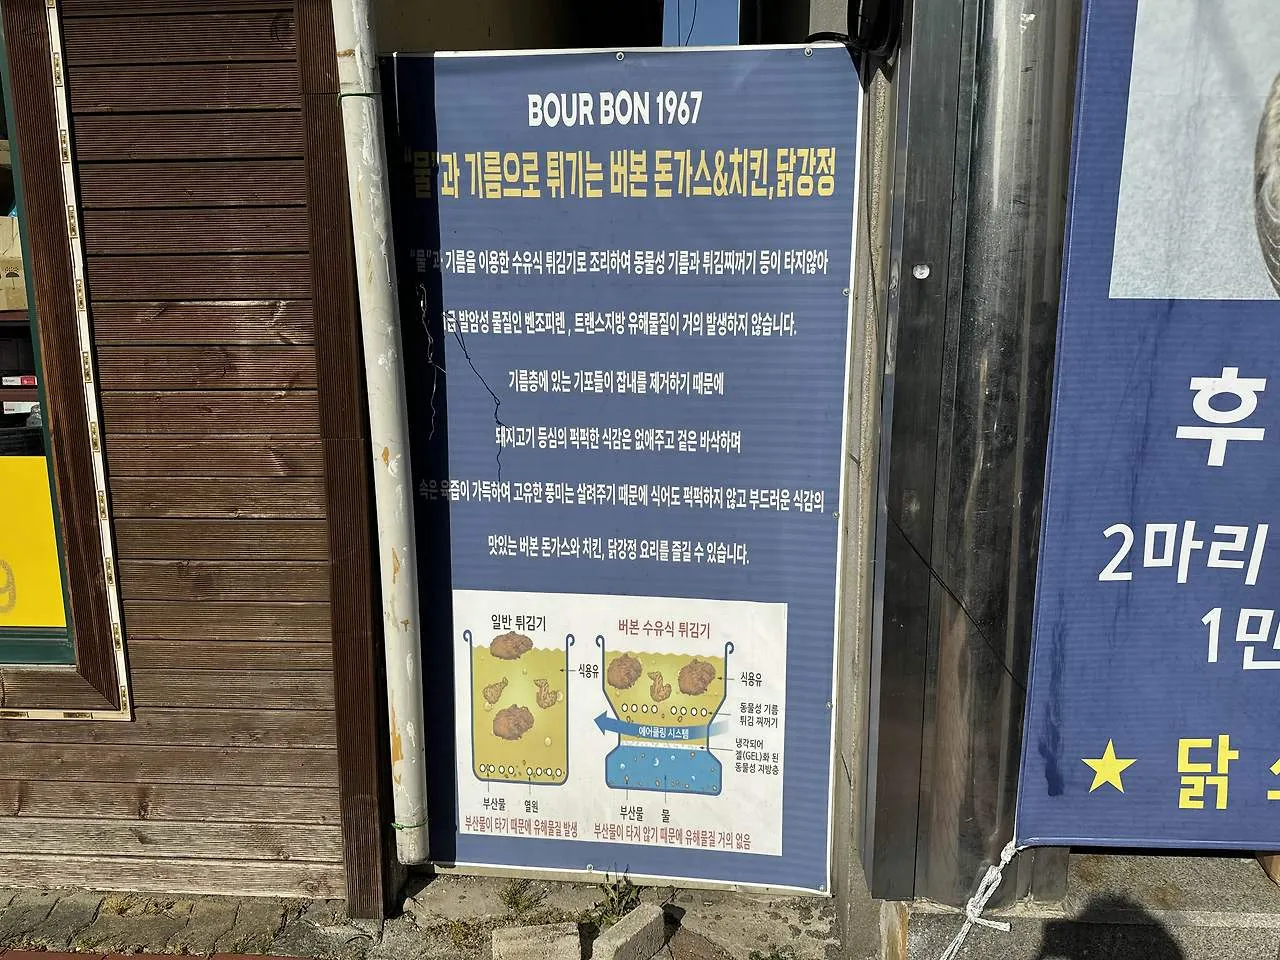 BOUR BON 1967
"물"과 기름으로 튀기는 버본 돈가스&치킨,닭강정
"물"과 기름을 이용한 수유식 튀김기로 조리하여 동물성 기름과 튀김찌꺼기 등이 타지않아
발암성 물질인 벤조피렌 , 트랜스지방 유해물질이 거의 발생하지 않습니다.
기름층에 있는 기포들이 잡내를 제거하기 때문에
돼지고기 등심의 퍽퍽한 식감은 없애주고 겉은 바삭하며
속은 육즙이 가득하여 고유한 풍미는 살려주기 때문에 식어도 퍽퍽하지 않고 부드러운 식감의
맛있는 버본 돈가스와 치킨, 닭강정 요리를 즐길 수 있습니다.
일반 튀김기
식용유
부산물 열원
부산물이 타기 때문에 유해물질 발생
버본 수유식 튀김기
식용유
동물성 기름
튀김 찌꺼기
에어쿨링 시스템
냉각되어
젤(GEL)화 된
동물성 지방층
부산물 물
부산물이 타지 않기 때문에 유해물질 거의 없음
후
2마리
1만
★ 닭
9